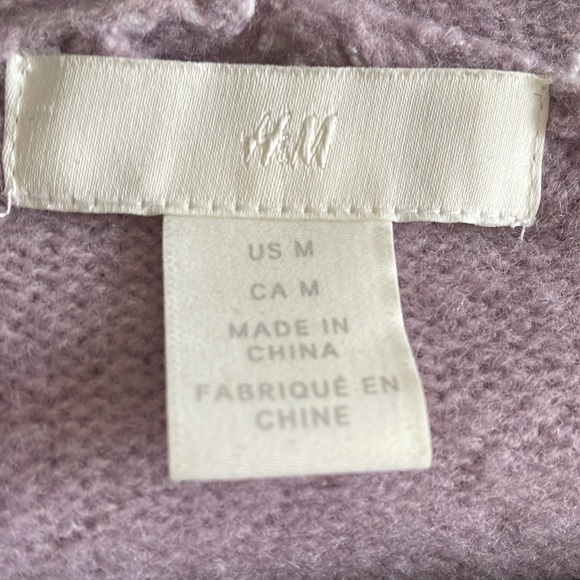 H&M
US M
CA M
MADE IN
CHINA
FABRIQUÉ EN
CHINE